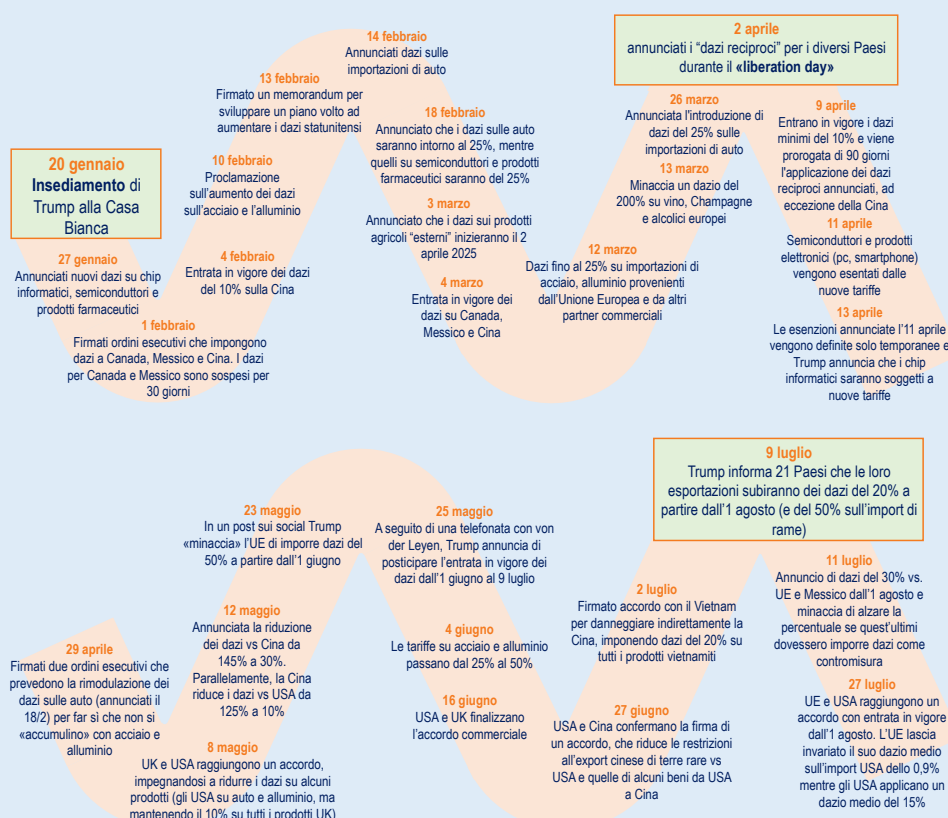 20 gennaio
Insediamento di
Trump alla Casa
Bianca
27 gennaio
Annunciati nuovi dazi su chip
informatici, semiconduttori e
prodotti farmaceutici
1 febbraio
Firmati ordini esecutivi che impongono
dazi a Canada, Messico e Cina. I dazi
per Canada e Messico sono sospesi per
30 giorni
4 febbraio
Entrata in vigore dei dazi
del 10% sulla Cina
10 febbraio
Proclamazione
sull'aumento dei dazi
sull'acciaio e l'alluminio
13 febbraio
Firmato un memorandum per
sviluppare un piano volto ad
aumentare i dazi statunitensi
14 febbraio
Annunciati dazi sulle
importazioni di auto
18 febbraio
Annunciato che i dazi sulle auto
saranno intorno al 25%, mentre
quelli su semiconduttori e prodotti
farmaceutici saranno del 25%
3 marzo
Annunciato che i dazi sui prodotti
agricoli “esterni” inizieranno il 2
aprile 2025
4 marzo
Entrata in vigore dei
dazi su Canada,
Messico e Cina
12 marzo
Dazi fino al 25% su importazioni di
acciaio, alluminio provenienti
dall'Unione Europea e da altri
partner commerciali
13 marzo
Minaccia un dazio del
200% su vino, Champagne
e alcolici europei
26 marzo
Annunciata l'introduzione di
dazi del 25% sulle
importazioni di auto
2 aprile
annunciati i “dazi reciproci” per i diversi Paesi
durante il «liberation day»
9 aprile
Entrano in vigore i dazi
minimi del 10% e viene
prorogata di 90 giorni
l'applicazione dei dazi
reciproci annunciati, ad
eccezione della Cina
11 aprile
Semiconduttori e prodotti
elettronici (pc, smartphone)
vengono esentati dalle
nuove tariffe
13 aprile
Le esenzioni annunciate l'11 aprile
vengono definite solo temporanee e
Trump annuncia che i chip
informatici saranno soggetti a
nuove tariffe
29 aprile
Firmati due ordini esecutivi che
prevedono la rimodulazione dei
dazi sulle auto (annunciati il
18/2) per far sì che non si
«accumulino» con acciaio e
alluminio
8 maggio
UK e USA raggiungono un accordo,
impegnandosi a ridurre i dazi su alcuni
prodotti (gli USA su auto e alluminio, ma
mantenendo il 10% su tutti i prodotti UK)
12 maggio
Annunciata la riduzione
dei dazi vs Cina da
145% a 30%.
Parallelamente, la Cina
riduce i dazi vs USA da
125% a 10%
23 maggio
In un post sui social Trump
«minaccia» l'UE di imporre dazi del
50% a partire dall'1 giugno
25 maggio
A seguito di una telefonata con von
der Leyen, Trump annuncia di
posticipare l'entrata in vigore dei
dazi dall'1 giugno al 9 luglio
4 giugno
Le tariffe su acciaio e alluminio
passano dal 25% al 50%
16 giugno
USA e UK finalizzano
l'accordo commerciale
27 giugno
USA e Cina confermano la firma di
un accordo, che riduce le restrizioni
all'export cinese di terre rare vs
USA e quelle di alcuni beni da USA
a Cina
2 luglio
Firmato accordo con il Vietnam
per danneggiare indirettamente la
Cina, imponendo dazi del 20% su
tutti i prodotti vietnamiti
9 luglio
Trump informa 21 Paesi che le loro
esportazioni subiranno dei dazi del 20% a
partire dall'1 agosto (e del 50% sull'import di
rame)
11 luglio
Annuncio di dazi del 30% vs.
UE e Messico dall'1 agosto e
minaccia di alzare la
percentuale se quest'ultimi
dovessero imporre dazi come
contromisura
27 luglio
UE e USA raggiungono un
accordo con entrata in vigore
dall'1 agosto. L'UE lascia
invariato il suo dazio medio
sull'import USA dello 0,9%
mentre gli USA applicano un
dazio medio del 15%